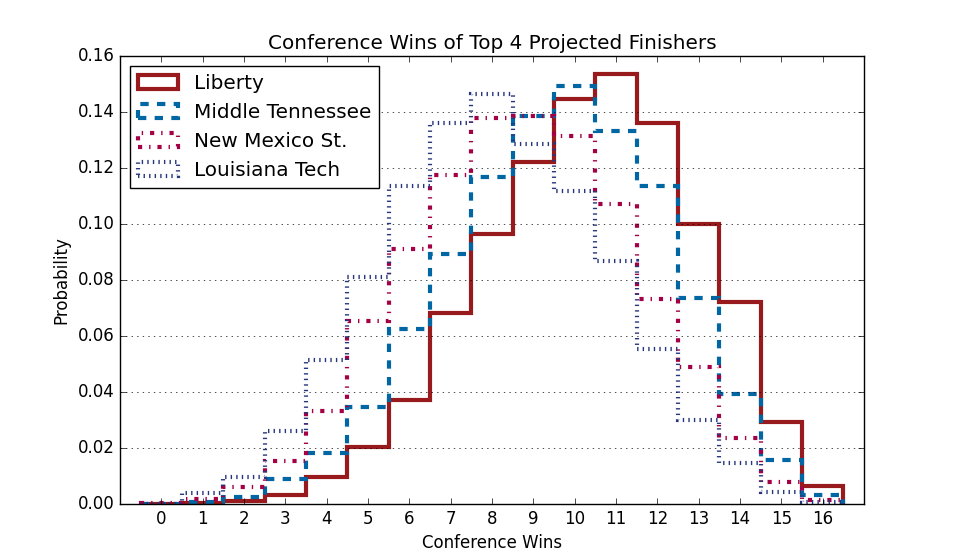 Conference Wins of Top 4 Projected Finishers
Liberty
Middle Tennessee
New Mexico St.
Louisiana Tech
0.16
0.14
0.12
0.10
0.08
0.06
0.04
0.02
0.00
Probability
0 1 2 3 4 5 6 7 8 9 10 11 12 13 14 15 16
Conference Wins